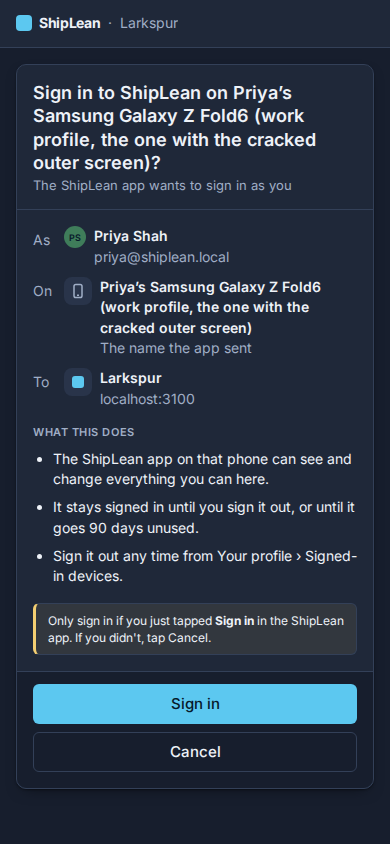 ShipLean · Larkspur
Sign in to ShipLean on Priya’s
Samsung Galaxy Z Fold6 (work
profile, the one with the cracked
outer screen)?
The ShipLean app wants to sign in as you
As
PS
Priya Shah
priya@shiplean.local
On
Priya’s Samsung Galaxy Z Fold6
(work profile, the one with the
cracked outer screen)
The name the app sent
To
Larkspur
localhost:3100
WHAT THIS DOES
• The ShipLean app on that phone can see and
change everything you can here.
• It stays signed in until you sign it out, or until it
goes 90 days unused.
• Sign it out any time from Your profile › Signed-
in devices.
Only sign in if you just tapped Sign in in the ShipLean
app. If you didn't, tap Cancel.
Sign in
Cancel